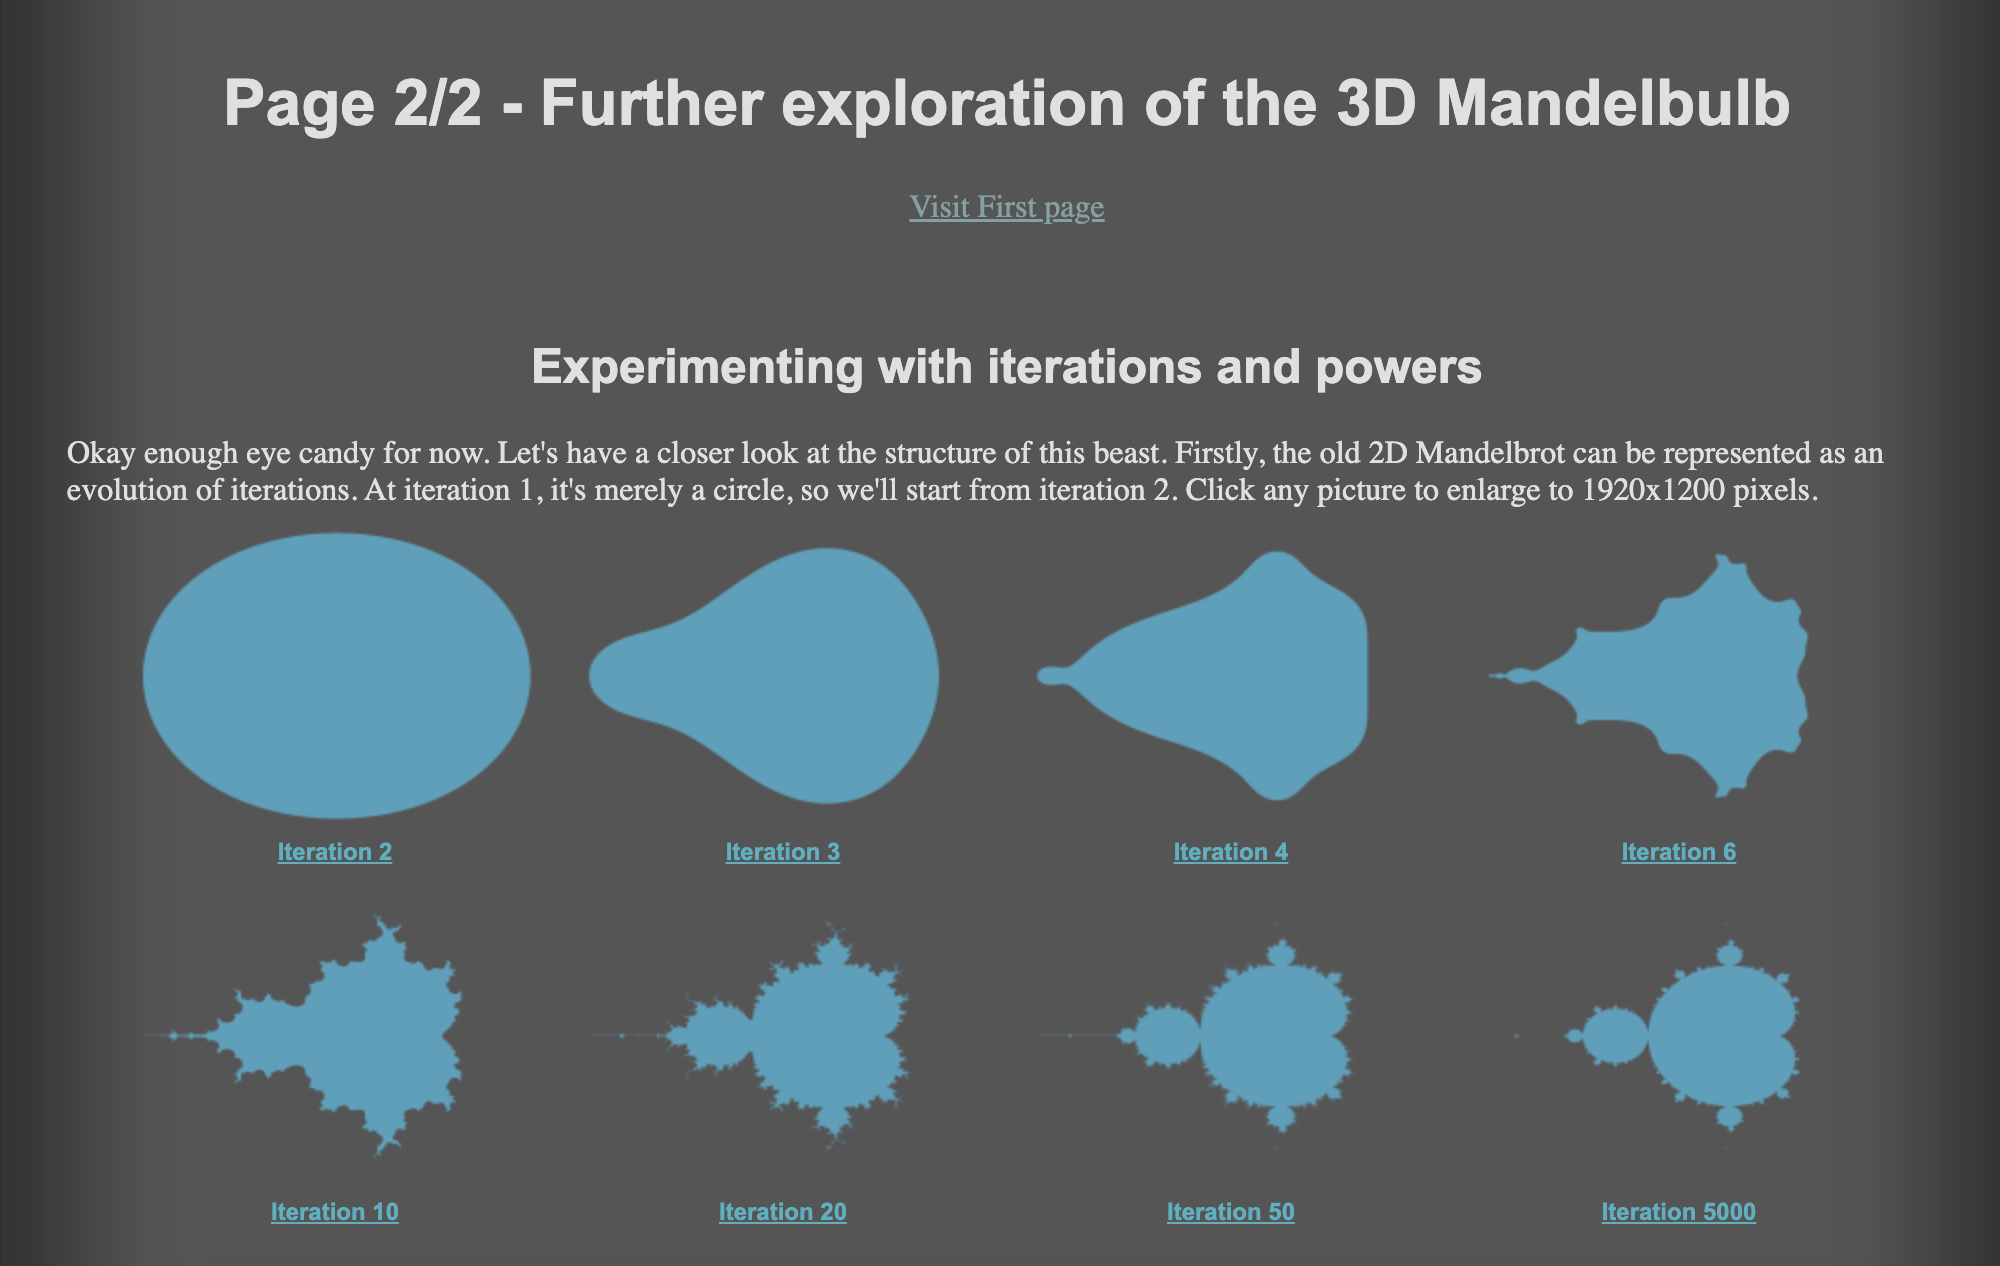 Page 2/2 - Further exploration of the 3D Mandelbulb
Visit First page
Experimenting with iterations and powers
Okay enough eye candy for now. Let's have a closer look at the structure of this beast. Firstly, the old 2D Mandelbrot can be represented as an
evolution of iterations. At iteration 1, it's merely a circle, so we'll start from iteration 2. Click any picture to enlarge to 1920x1200 pixels.
Iteration 2 Iteration 3 Iteration 4 Iteration 6
Iteration 10 Iteration 20 Iteration 50 Iteration 5000